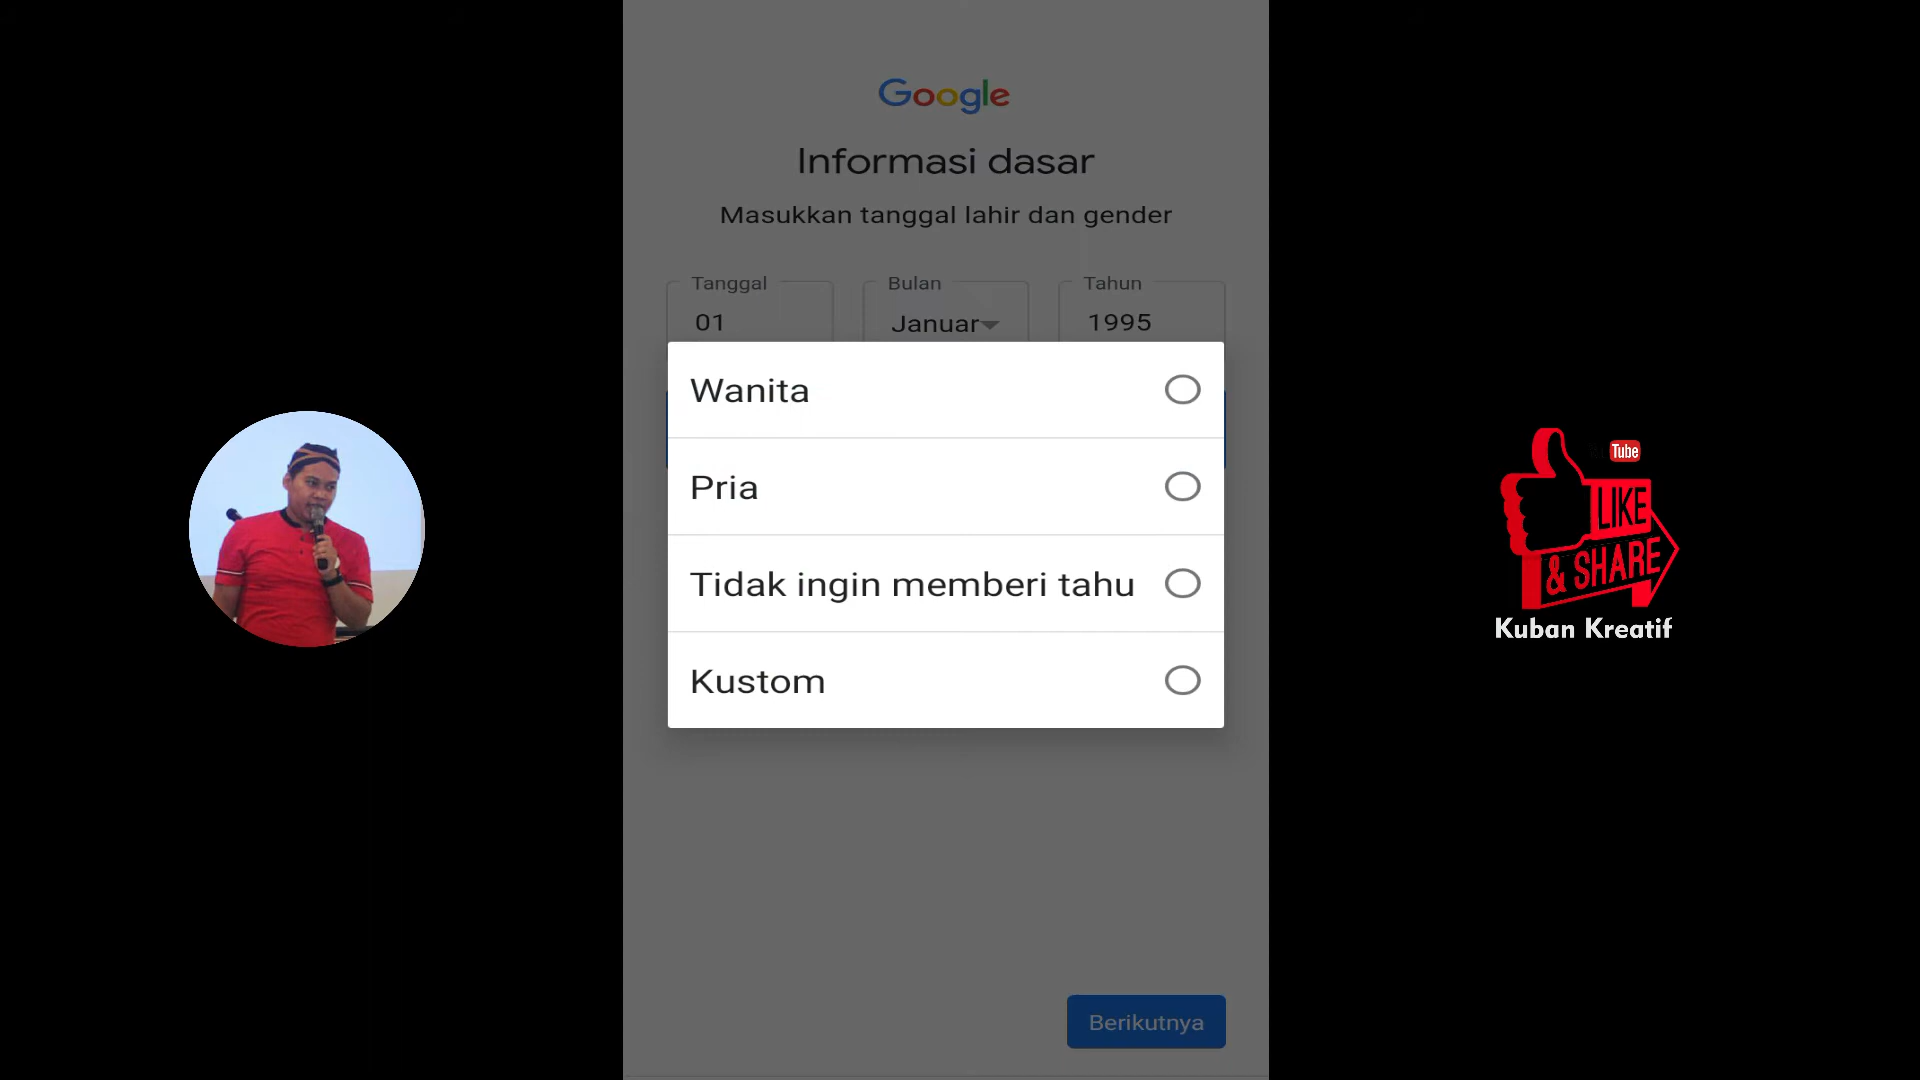 Google
Informasi dasar
Masukkan tanggal lahir dan gender
Tanggal Bulan Tahun
01 Januar 1995
Wanita
Pria
Tidak ingin memberi tahu
Kustom
Berikutnya
Tube
LIKE
& SHARE
Kuban Kreatif